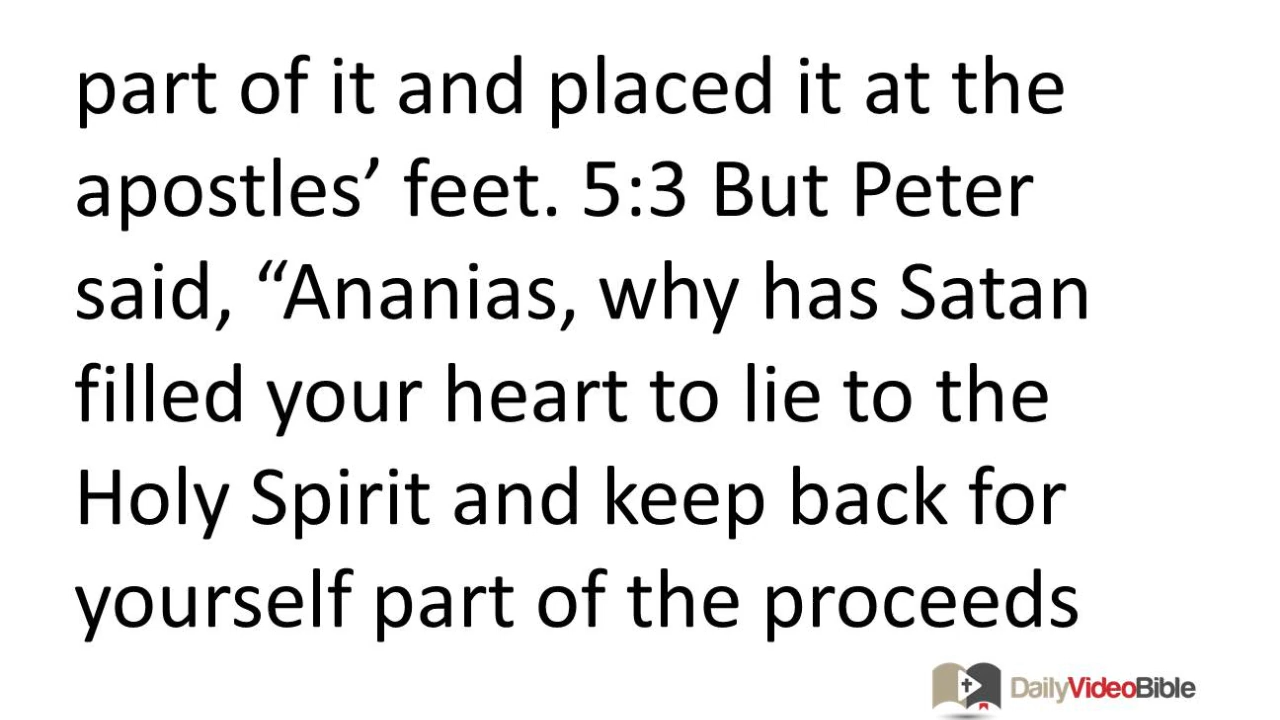 part of it and placed it at the
apostles’ feet. 5:3 But Peter
said, “Ananias, why has Satan
filled your heart to lie to the
Holy Spirit and keep back for
yourself part of the proceeds
DailyVideoBible